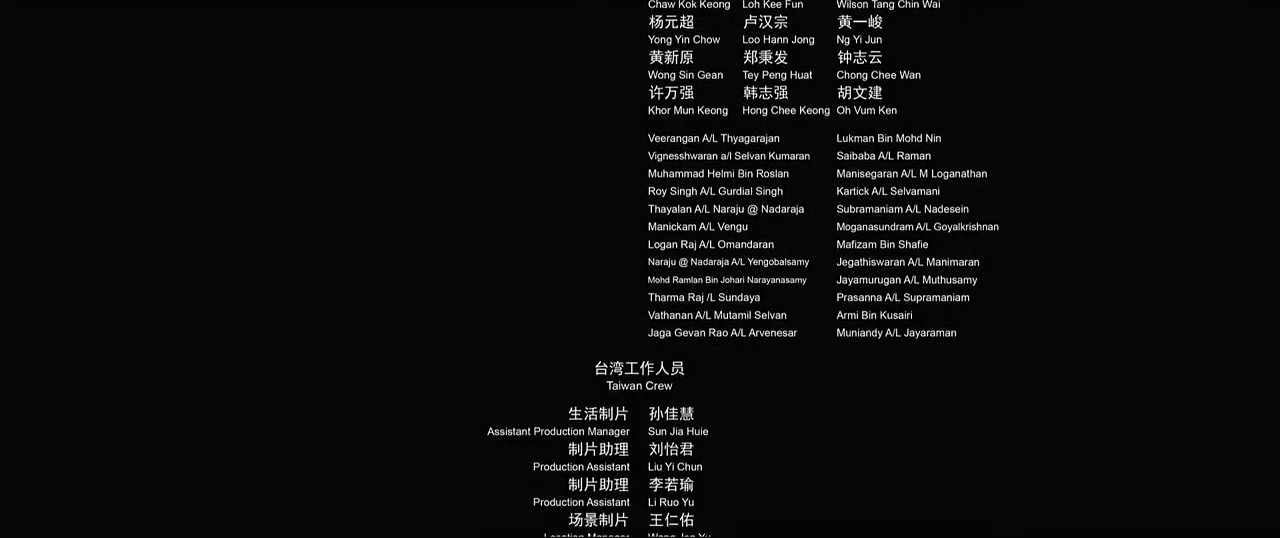 Chaw Kok Keong Loh Kee Fun Wilson Tang Chin Wai
杨元超 卢汉宗 黄一峻
Yong Yin Chow Loo Hann Jong Ng Yi Jun
黄新原 郑秉发 钟志云
Wong Sin Gean Tey Peng Huat Chong Chee Wan
许万强 韩志强 胡文建
Khor Mun Keong Hong Chee Keong Oh Vum Ken
Veerangan A/L Thyagarajan Lukman Bin Mohd Nin
Vignesshwaran a/l Selvan Kumaran Saibaba A/L Raman
Muhammad Helmi Bin Roslan Manisegaran A/L M Loganathan
Roy Singh A/L Gurdial Singh Kartick A/L Selvamani
Thayalan A/L Naraju @ Nadaraja Subramaniam A/L Nadesein
Manickam A/L Vengu Moganasundram A/L Goyalkrishnan
Logan Raj A/L Omandaran Mafizam Bin Shafie
Naraju @ Nadaraja A/L Yengobalsamy Jegathiswaran A/L Manimaran
Mohd Ramlan Bin Johari Narayanasamy Jayamurugan A/L Muthusamy
Tharma Raj /L Sundaya Prasanna A/L Supramaniam
Vathanan A/L Mutamil Selvan Armi Bin Kusairi
Jaga Gevan Rao A/L Arvenesar Muniandy A/L Jayaraman
台湾工作人员
Taiwan Crew
生活制片 孙佳慧
Assistant Production Manager Sun Jia Huie
制片助理 刘怡君
Production Assistant Liu Yi Chun
制片助理 李若瑜
Production Assistant Li Ruo Yu
场景制片 王仁佑